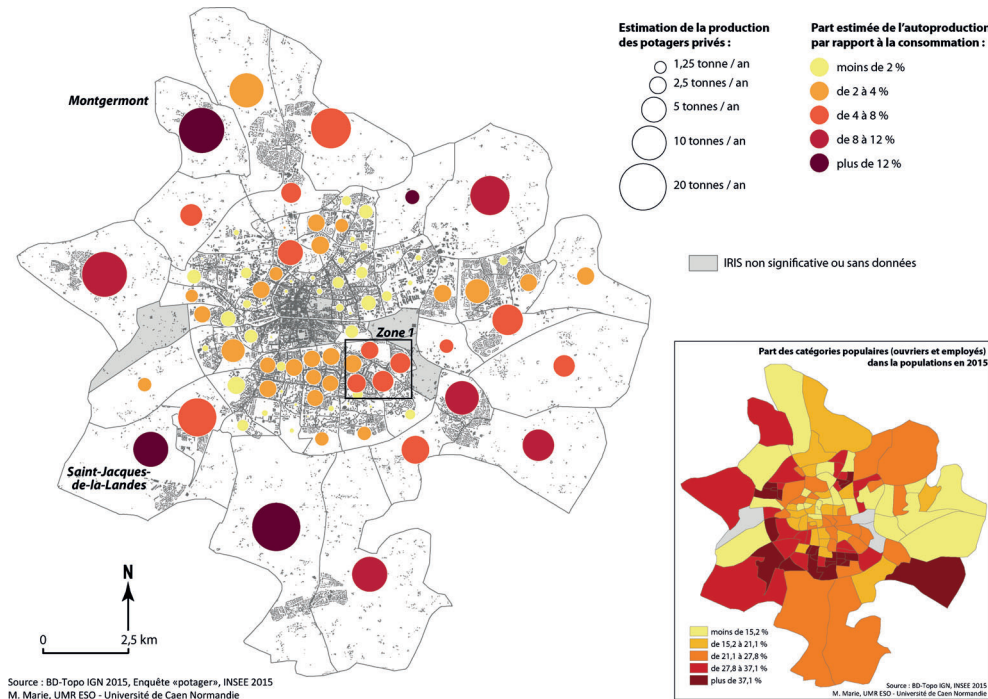 Estimation de la production
des potagers privés :
1,25 tonne / an
2,5 tonnes / an
5 tonnes / an
10 tonnes / an
20 tonnes / an
Part estimée de l'autoproduction
par rapport à la consommation :
moins de 2 %
de 2 à 4 %
de 4 à 8 %
de 8 à 12 %
plus de 12 %
IRIS non significative ou sans données
Montgermont
Zone 1
Saint-Jacques-
de-la-Landes
N
0 2,5 km
Source : BD-Topo IGN 2015, Enquête «potager», INSEE 2015
M. Marie, UMR ESO - Université de Caen Normandie
Part des catégories populaires (ouvriers et employés)
dans la populations en 2015
moins de 15,2 %
de 15,2 à 21,1 %
de 21,1 à 27,8 %
de 27,8 à 37,1 %
plus de 37,1 %
Source : BD-Topo IGN 2015, INSEE 2015
M. Marie, UMR ESO - Université de Caen Normandie